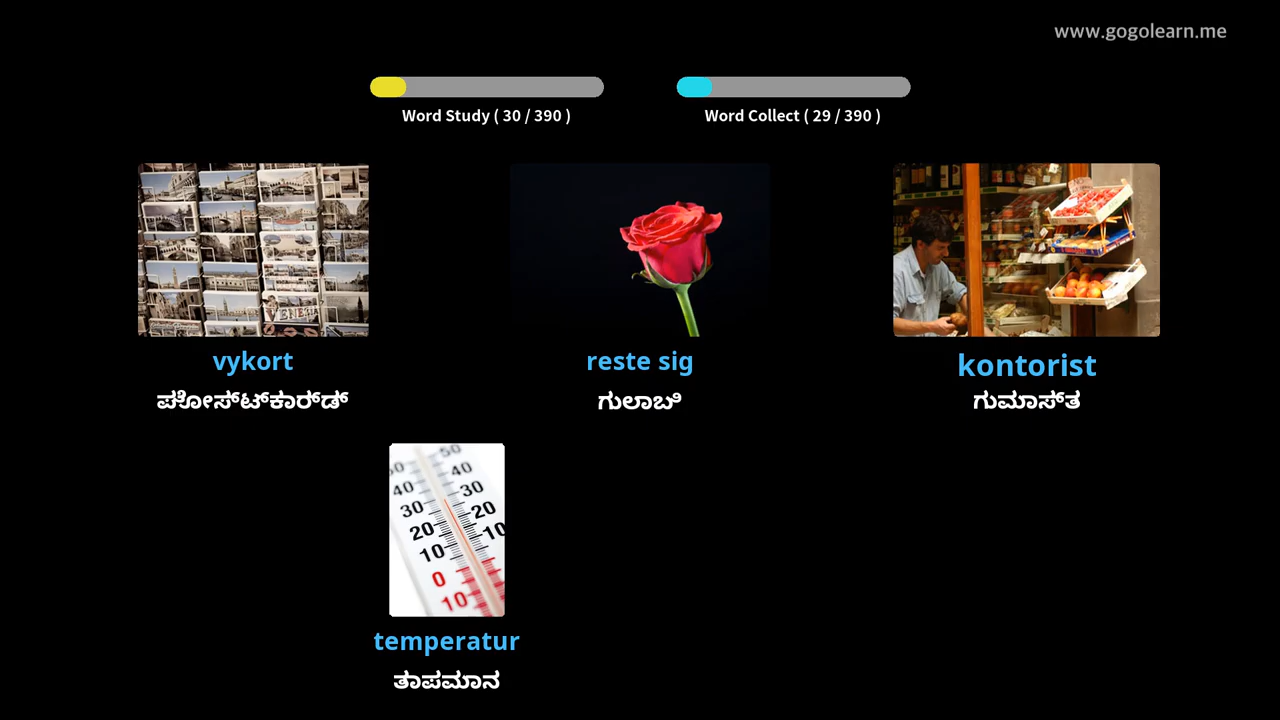 www.gogolearn.me
Word Study ( 30 / 390 )
Word Collect ( 29 / 390 )
vykort
reste sig
kontorist
ಪೋಸ್ಟ್‌ಕಾರ್ಡ್
ಗುಲಾಬಿ
ಗುಮಾಸ್ತ
temperatur
ತಾಪಮಾನ